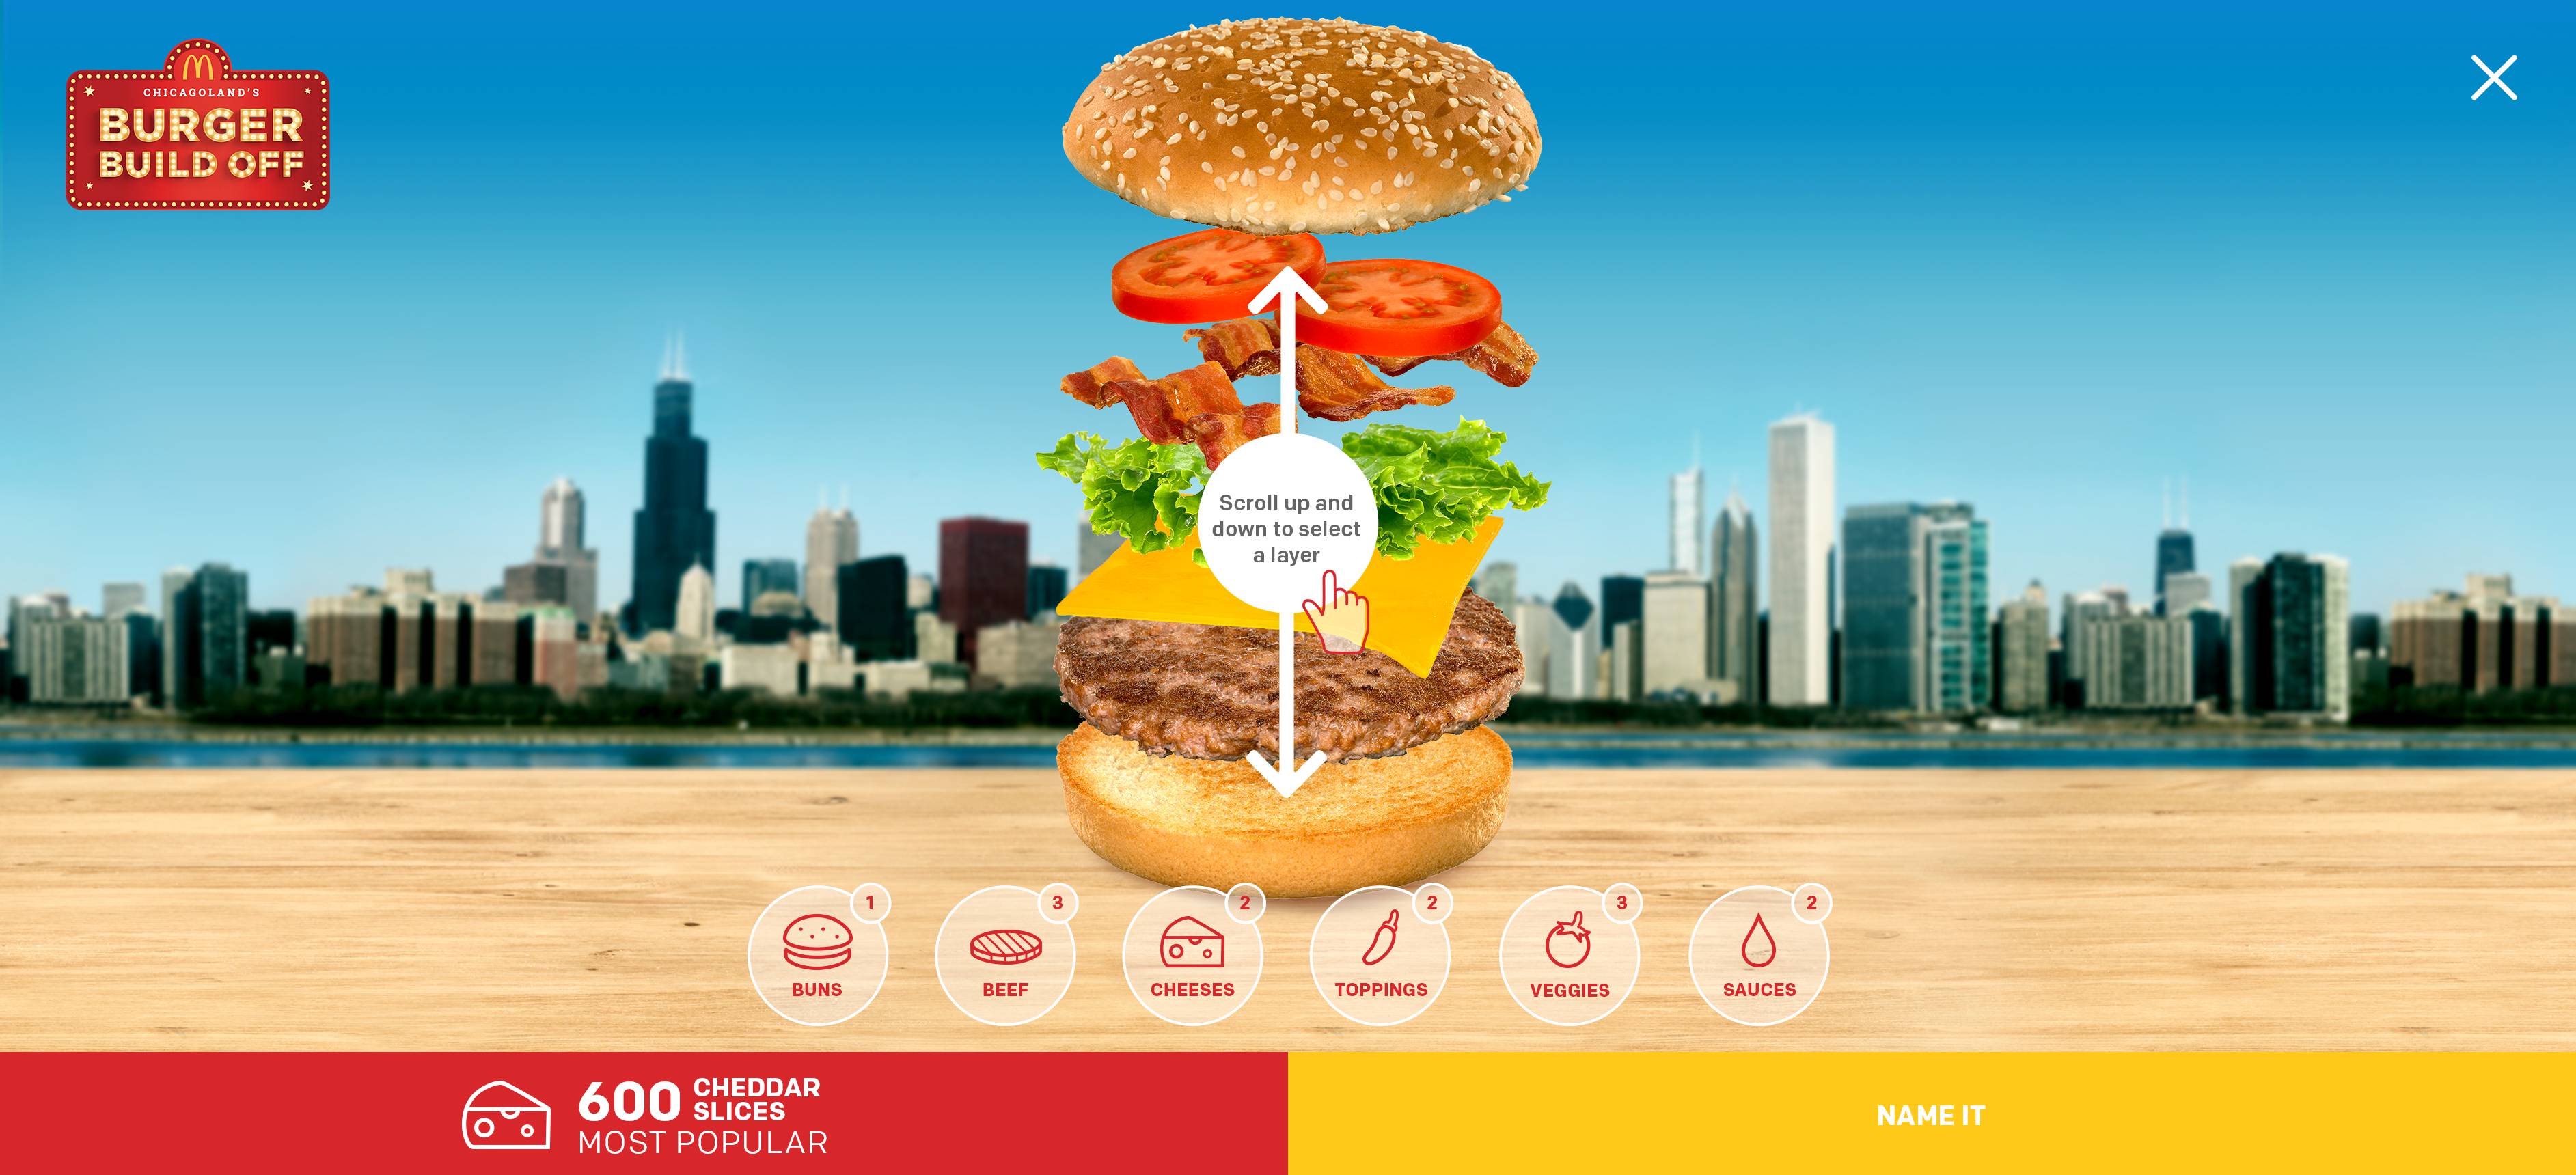 CHICAGOLAND'S
BURGER
BUILD OFF
Scroll up and
down to select
a layer
1
BUNS
3
BEEF
2
CHEESES
2
TOPPINGS
3
VEGGIES
2
SAUCES
600 CHEDDAR
SLICES
MOST POPULAR
NAME IT